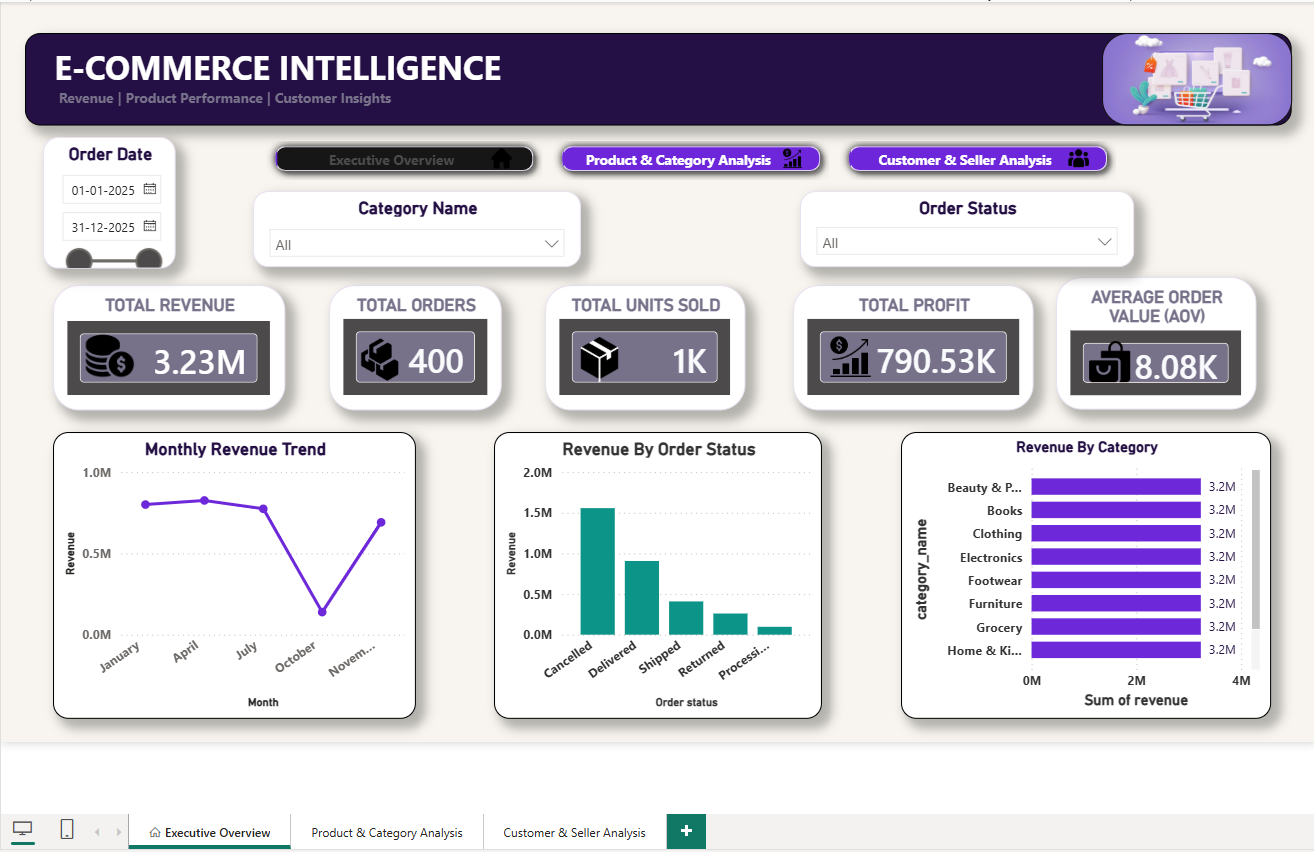 E-COMMERCE INTELLIGENCE
Revenue | Product Performance | Customer Insights
Order Date
01-01-2025
31-12-2025
Executive Overview
Product & Category Analysis
Customer & Seller Analysis
Category Name
All
Order Status
All
TOTAL REVENUE
3.23M
TOTAL ORDERS
400
TOTAL UNITS SOLD
1K
TOTAL PROFIT
790.53K
AVERAGE ORDER
VALUE (AOV)
8.08K
Monthly Revenue Trend
Revenue
1.0M
0.5M
0.0M
January
April
July
October
Novem...
Month
Revenue By Order Status
Revenue
2.0M
1.5M
1.0M
0.5M
0.0M
Cancelled
Delivered
Shipped
Returned
Processi...
Order status
Revenue By Category
category_name
Beauty & P... 3.2M
Books 3.2M
Clothing 3.2M
Electronics 3.2M
Footwear 3.2M
Furniture 3.2M
Grocery 3.2M
Home & Ki... 3.2M
0M 2M 4M
Sum of revenue
Executive Overview
Product & Category Analysis
Customer & Seller Analysis
+